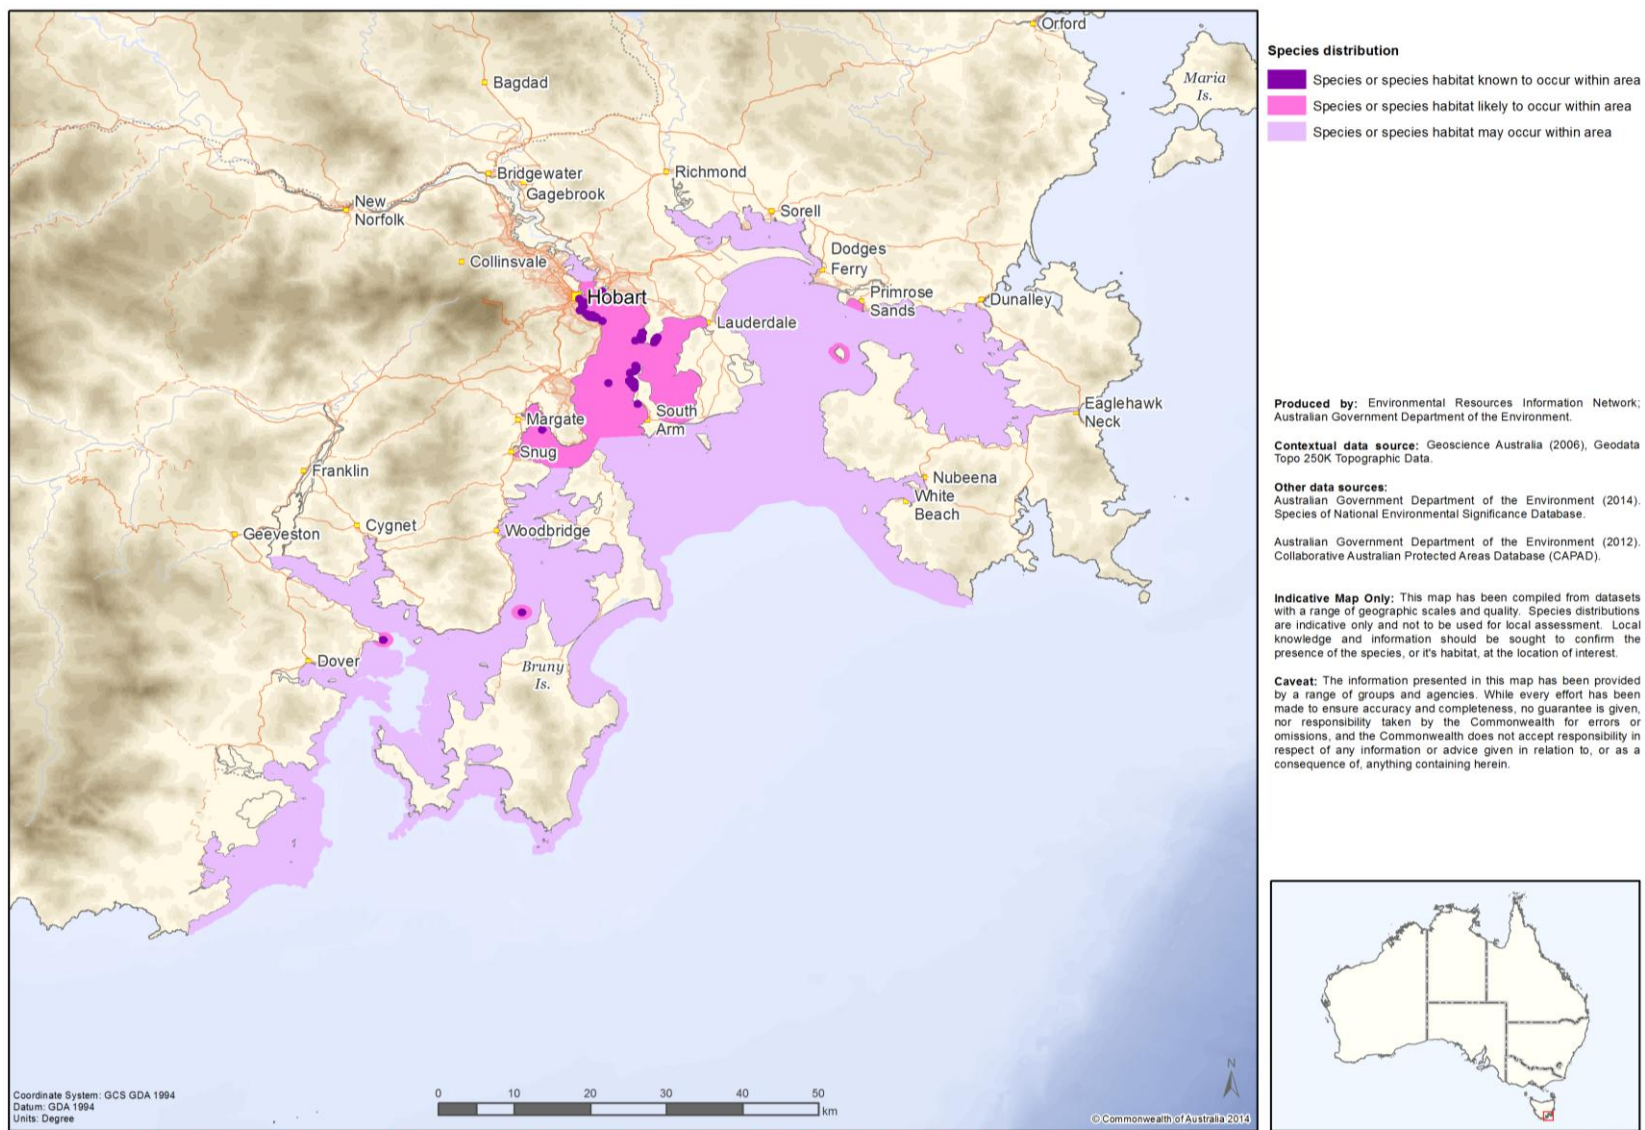 Orford
Maria
Is.
Bagdad
Bridgewater
Gagebrook
Richmond
New
Norfolk
Sorell
Collinsvale
Dodges
Ferry
Hobart
Primrose
Sands
Dunalley
Lauderdale
Margate
South
Arm
Eaglehawk
Neck
Snug
Franklin
Nubeena
White
Beach
Cygnet
Geeveston
Woodbridge
Dover
Bruny
Is.
Coordinate System: GCS GDA 1994
Datum: GDA 1994
Units: Degree
0 10 20 30 40 50
km
N
© Commonwealth of Australia 2014
Species distribution
Species or species habitat known to occur within area
Species or species habitat likely to occur within area
Species or species habitat may occur within area
Produced by: Environmental Resources Information Network;
Australian Government Department of the Environment.
Contextual data source: Geoscience Australia (2006), Geodata
Topo 250K Topographic Data.
Other data sources:
Australian Government Department of the Environment (2014).
Species of National Environmental Significance Database.
Australian Government Department of the Environment (2012).
Collaborative Australian Protected Areas Database (CAPAD).
Indicative Map Only: This map has been compiled from datasets
with a range of geographic scales and quality. Species distributions
are indicative only and not to be used for local assessment. Local
knowledge and information should be sought to confirm the
presence of the species, or it's habitat, at the location of interest.
Caveat: The information presented in this map has been provided
by a range of groups and agencies. While every effort has been
made to ensure accuracy and completeness, no guarantee is given,
nor responsibility taken by the Commonwealth for errors or
omissions, and the Commonwealth does not accept responsibility in
respect of any information or advice given in relation to, or as a
consequence of, anything containing herein.